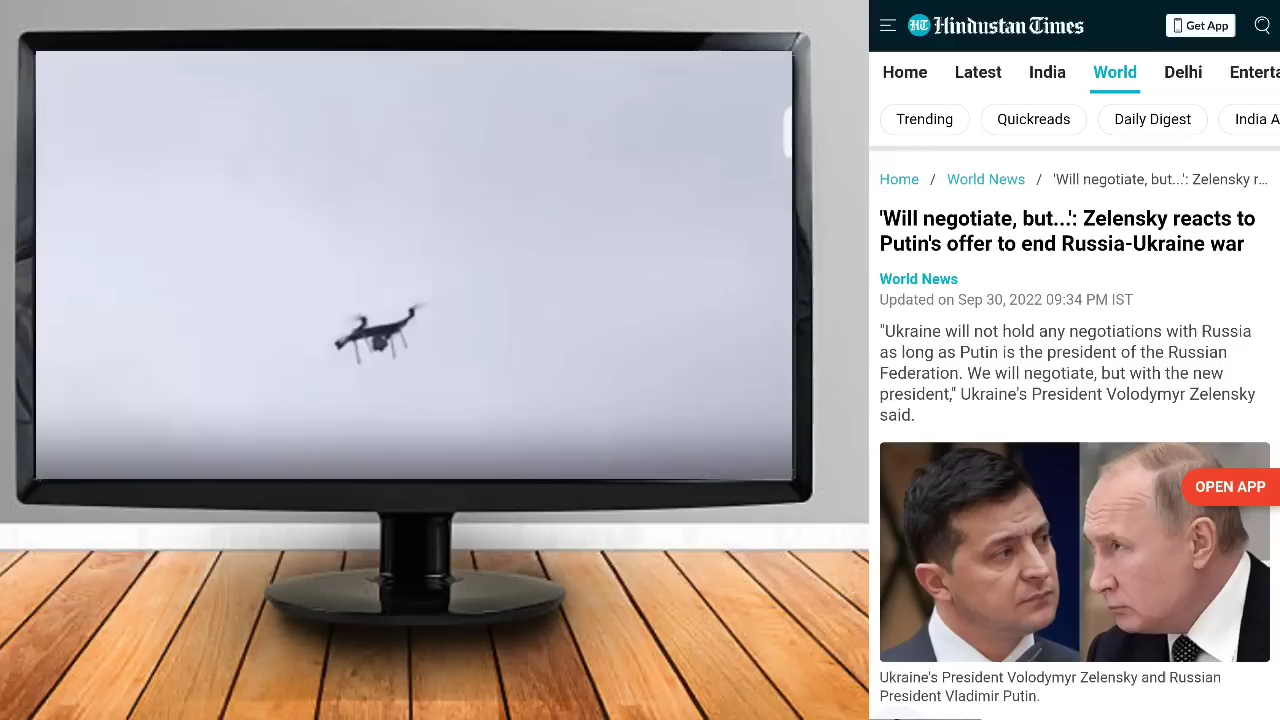 HT Hindustan Times
Get App
Home Latest India World Delhi Enterta
Trending Quickreads Daily Digest India A
Home / World News / 'Will negotiate, but...': Zelensky r...
'Will negotiate, but...': Zelensky reacts to
Putin's offer to end Russia-Ukraine war
World News
Updated on Sep 30, 2022 09:34 PM IST
"Ukraine will not hold any negotiations with Russia
as long as Putin is the president of the Russian
Federation. We will negotiate, but with the new
president," Ukraine's President Volodymyr Zelensky
said.
OPEN APP
Ukraine's President Volodymyr Zelensky and Russian
President Vladimir Putin.